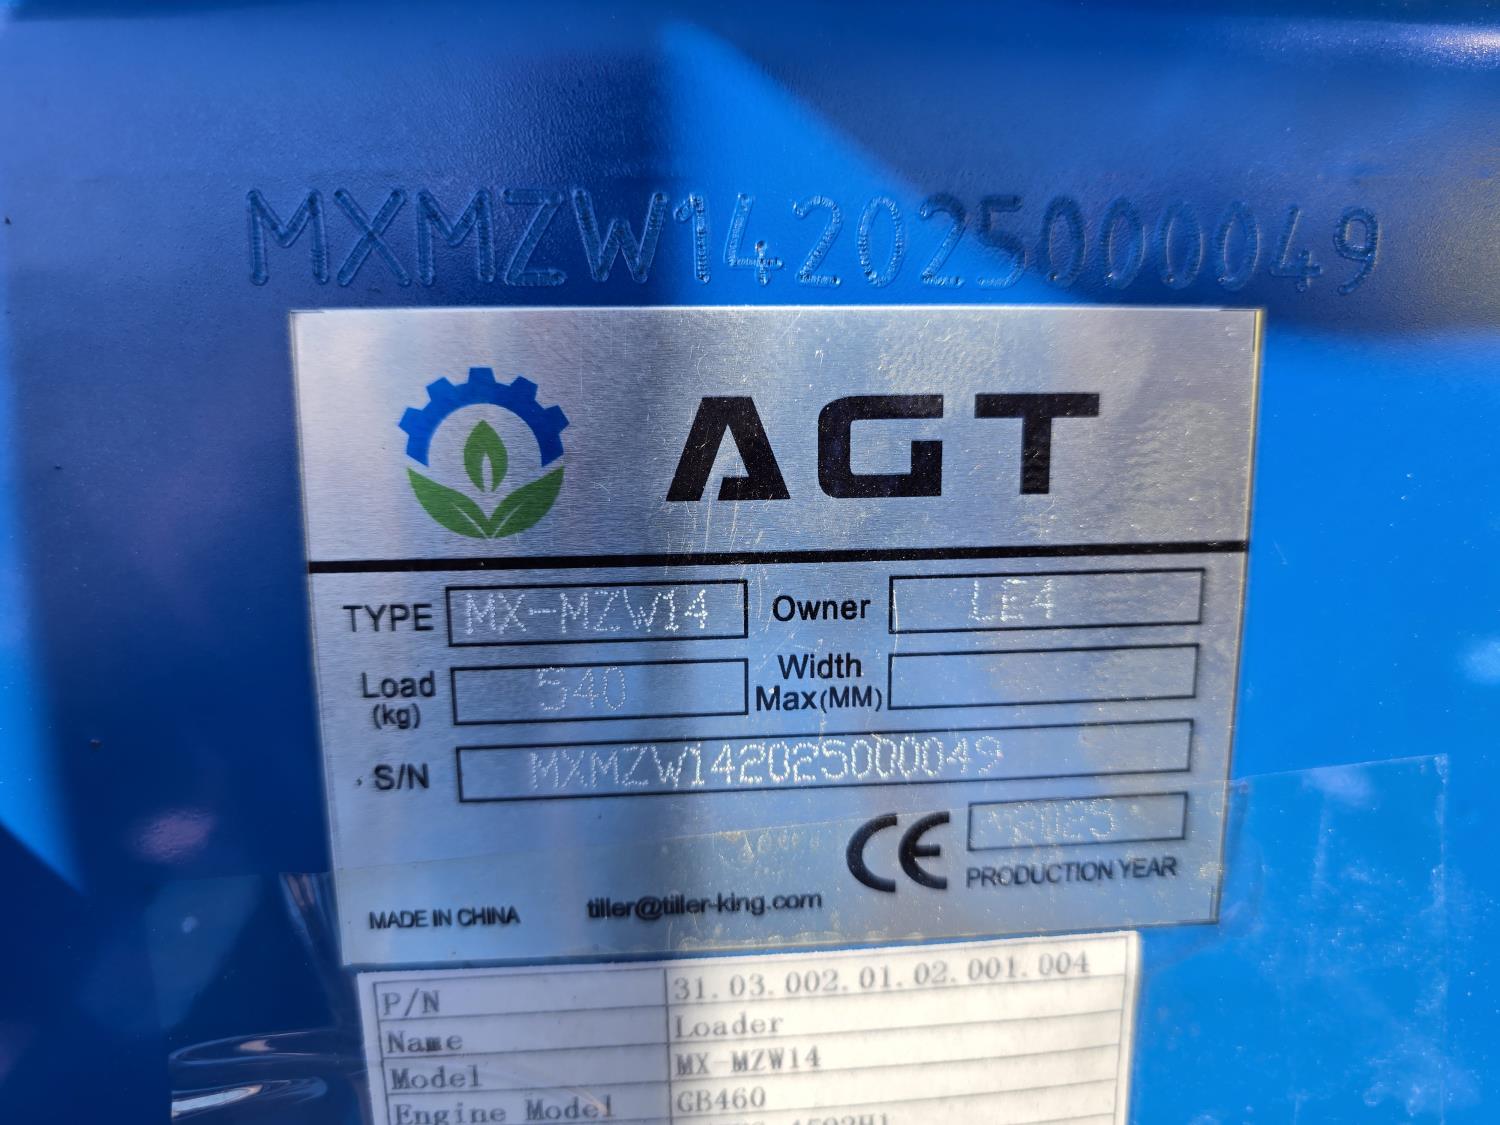 MXMZW142025000049
AGT
TYPE MX-MZW14 Owner LE4
Load (kg) 540 Width Max(MM)
S/N MXMZW142025000049
CE 2025
PRODUCTION YEAR
MADE IN CHINA tiller@tiller-king.com
P/N 31.03.002.01.02.001.004
Name Loader
Model MX-MZW14
Engine Model GB460